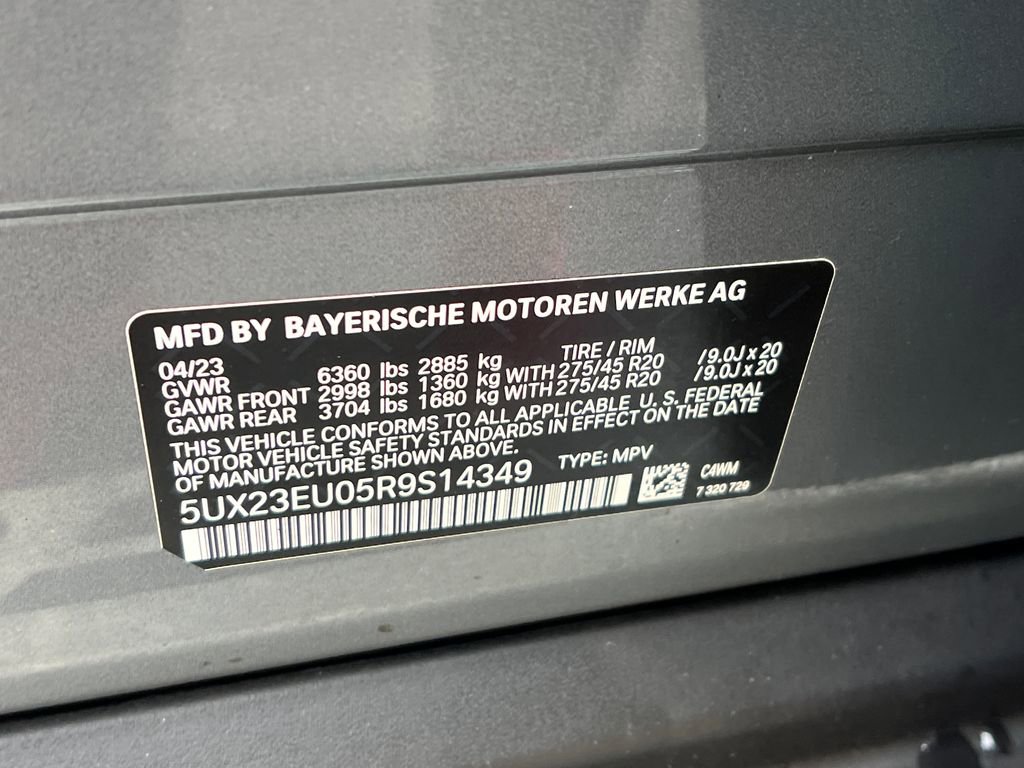 MFD BY BAYERISCHE MOTOREN WERKE AG
04/23 TIRE / RIM
GVWR 6360 lbs 2885 kg
GAWR FRONT 2998 lbs 1360 kg WITH 275/45 R20 /9.0J x 20
GAWR REAR 3704 lbs 1680 kg WITH 275/45 R20 /9.0J x 20
THIS VEHICLE CONFORMS TO ALL APPLICABLE U. S. FEDERAL
MOTOR VEHICLE SAFETY STANDARDS IN EFFECT ON THE DATE
OF MANUFACTURE SHOWN ABOVE.
5UX23EU05R9S14349 TYPE: MPV C4WM
7 320 729